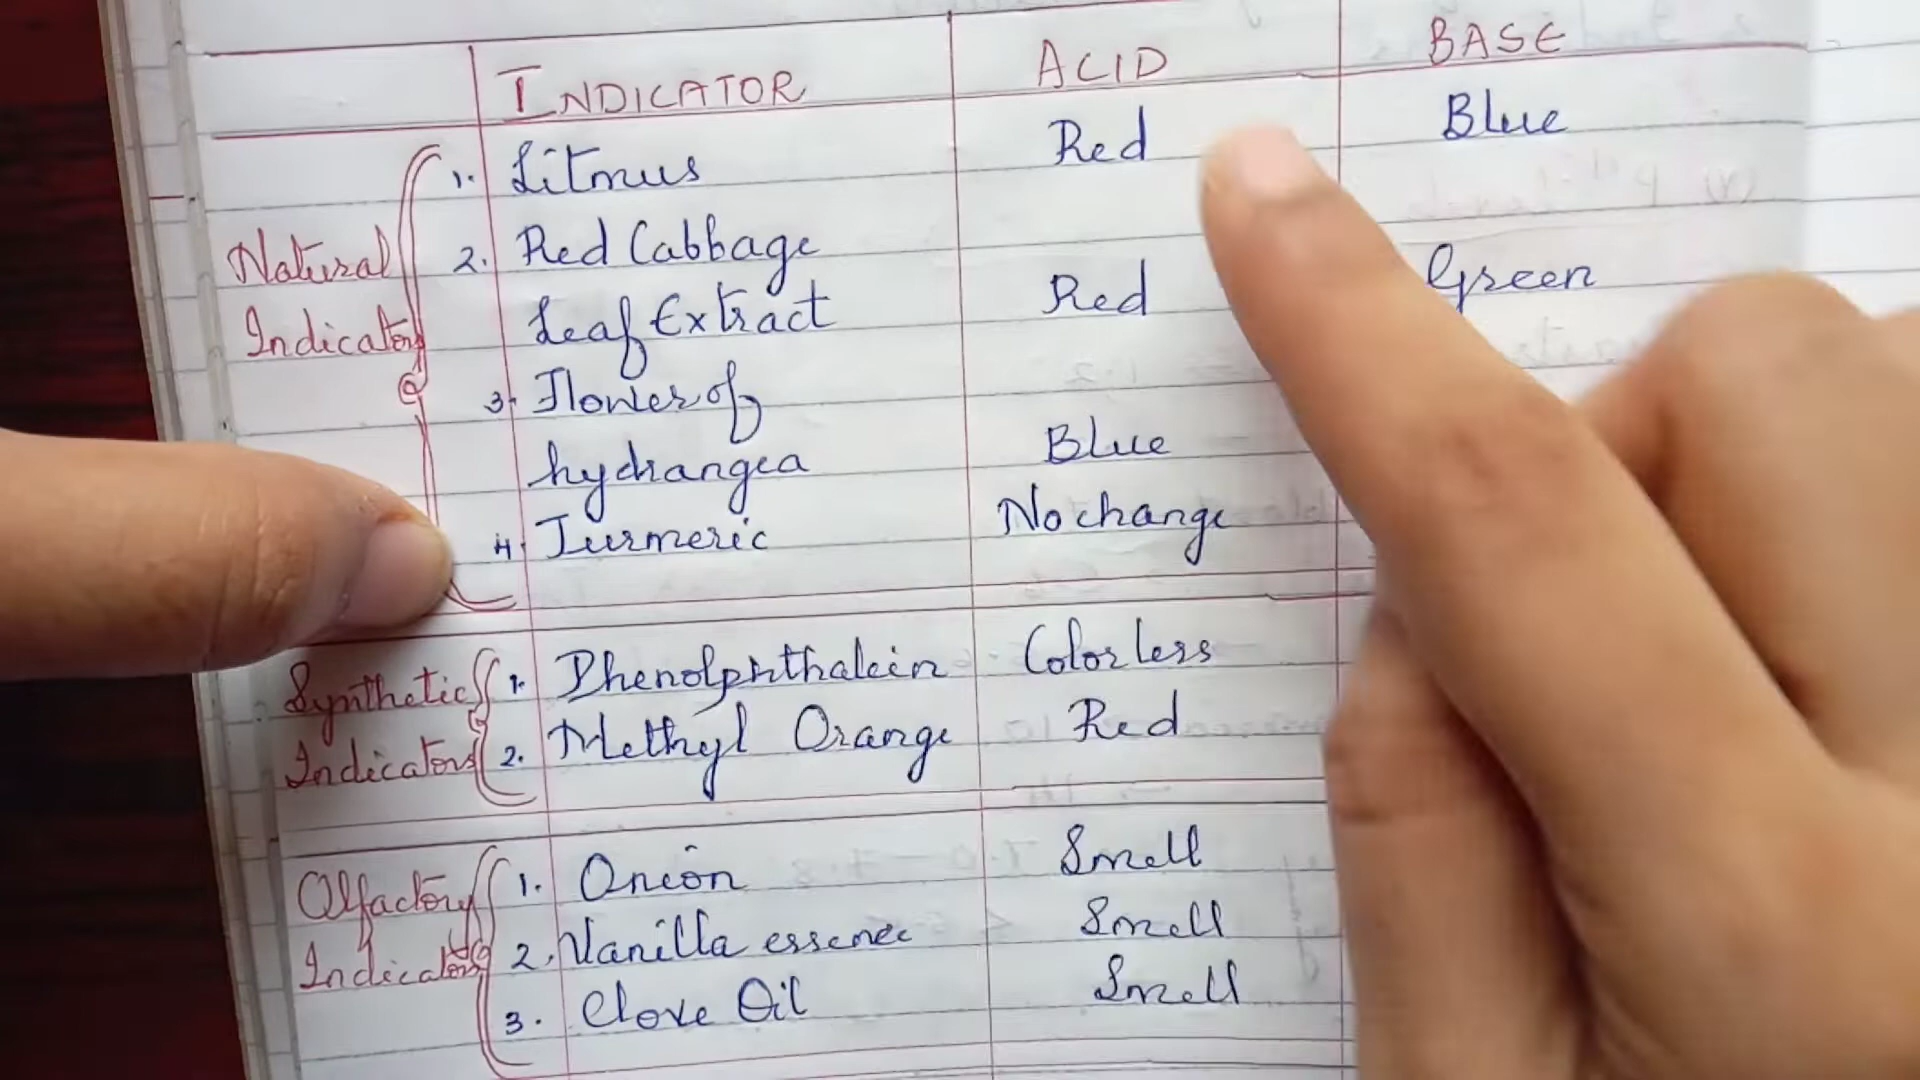 INDICATOR ACID BASE
1. Litmus Red Blue
Natural 2. Red Cabbage
Indicators Leaf Extract Red Green
3. Flower of
hydrangea Blue
4. Turmeric No change
Synthetic 1. Phenolphthalein Colorless
Indicators 2. Methyl Orange Red
Olfactory 1. Onion Smell
Indicators 2. Vanilla essence Smell
3. Clove Oil Smell